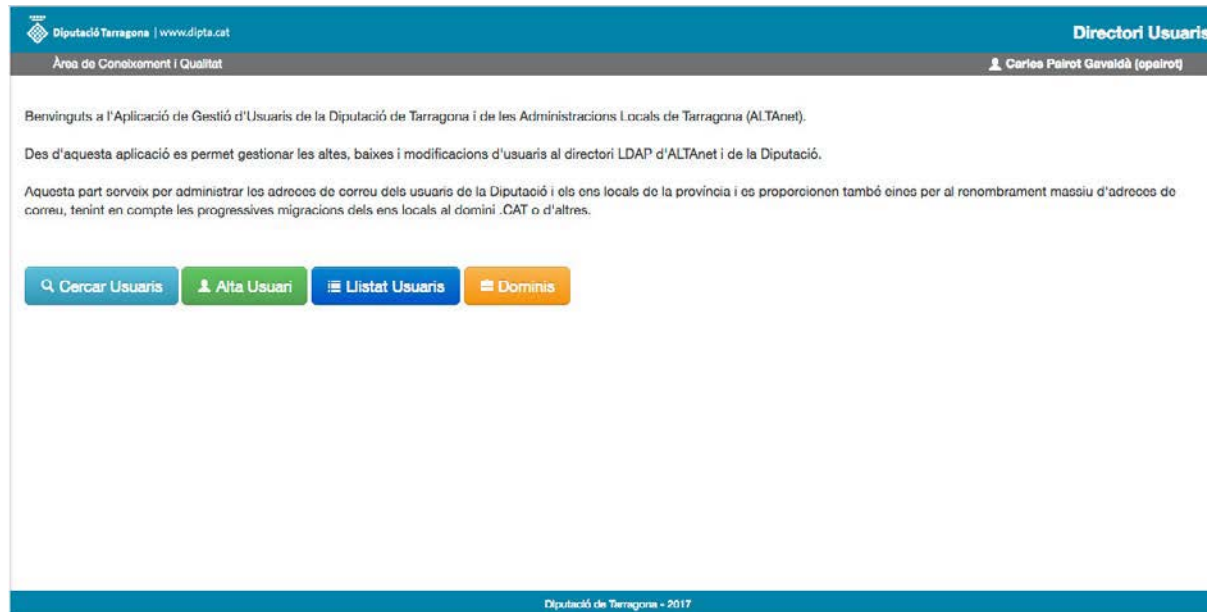 Diputació Tarragona | www.dipta.cat
Directori Usuaris
Àrea de Coneixement i Qualitat
Carles Pairot Gavaldà (cpairot)
Benvinguts a l'Aplicació de Gestió d'Usuaris de la Diputació de Tarragona i de les Administracions Locals de Tarragona (ALTAnet).
Des d'aquesta aplicació es permet gestionar les altes, baixes i modificacions d'usuaris al directori LDAP d'ALTAnet i de la Diputació.
Aquesta part serveix per administrar les adreces de correu dels usuaris de la Diputació i els ens locals de la província i es proporcionen també eines per al renombrament massiu d'adreces de
correu, tenint en compte les progressives migracions dels ens locals al domini .CAT o d'altres.
Cercar Usuaris
Alta Usuari
Llistat Usuaris
Dominis
Diputació de Tarragona - 2017